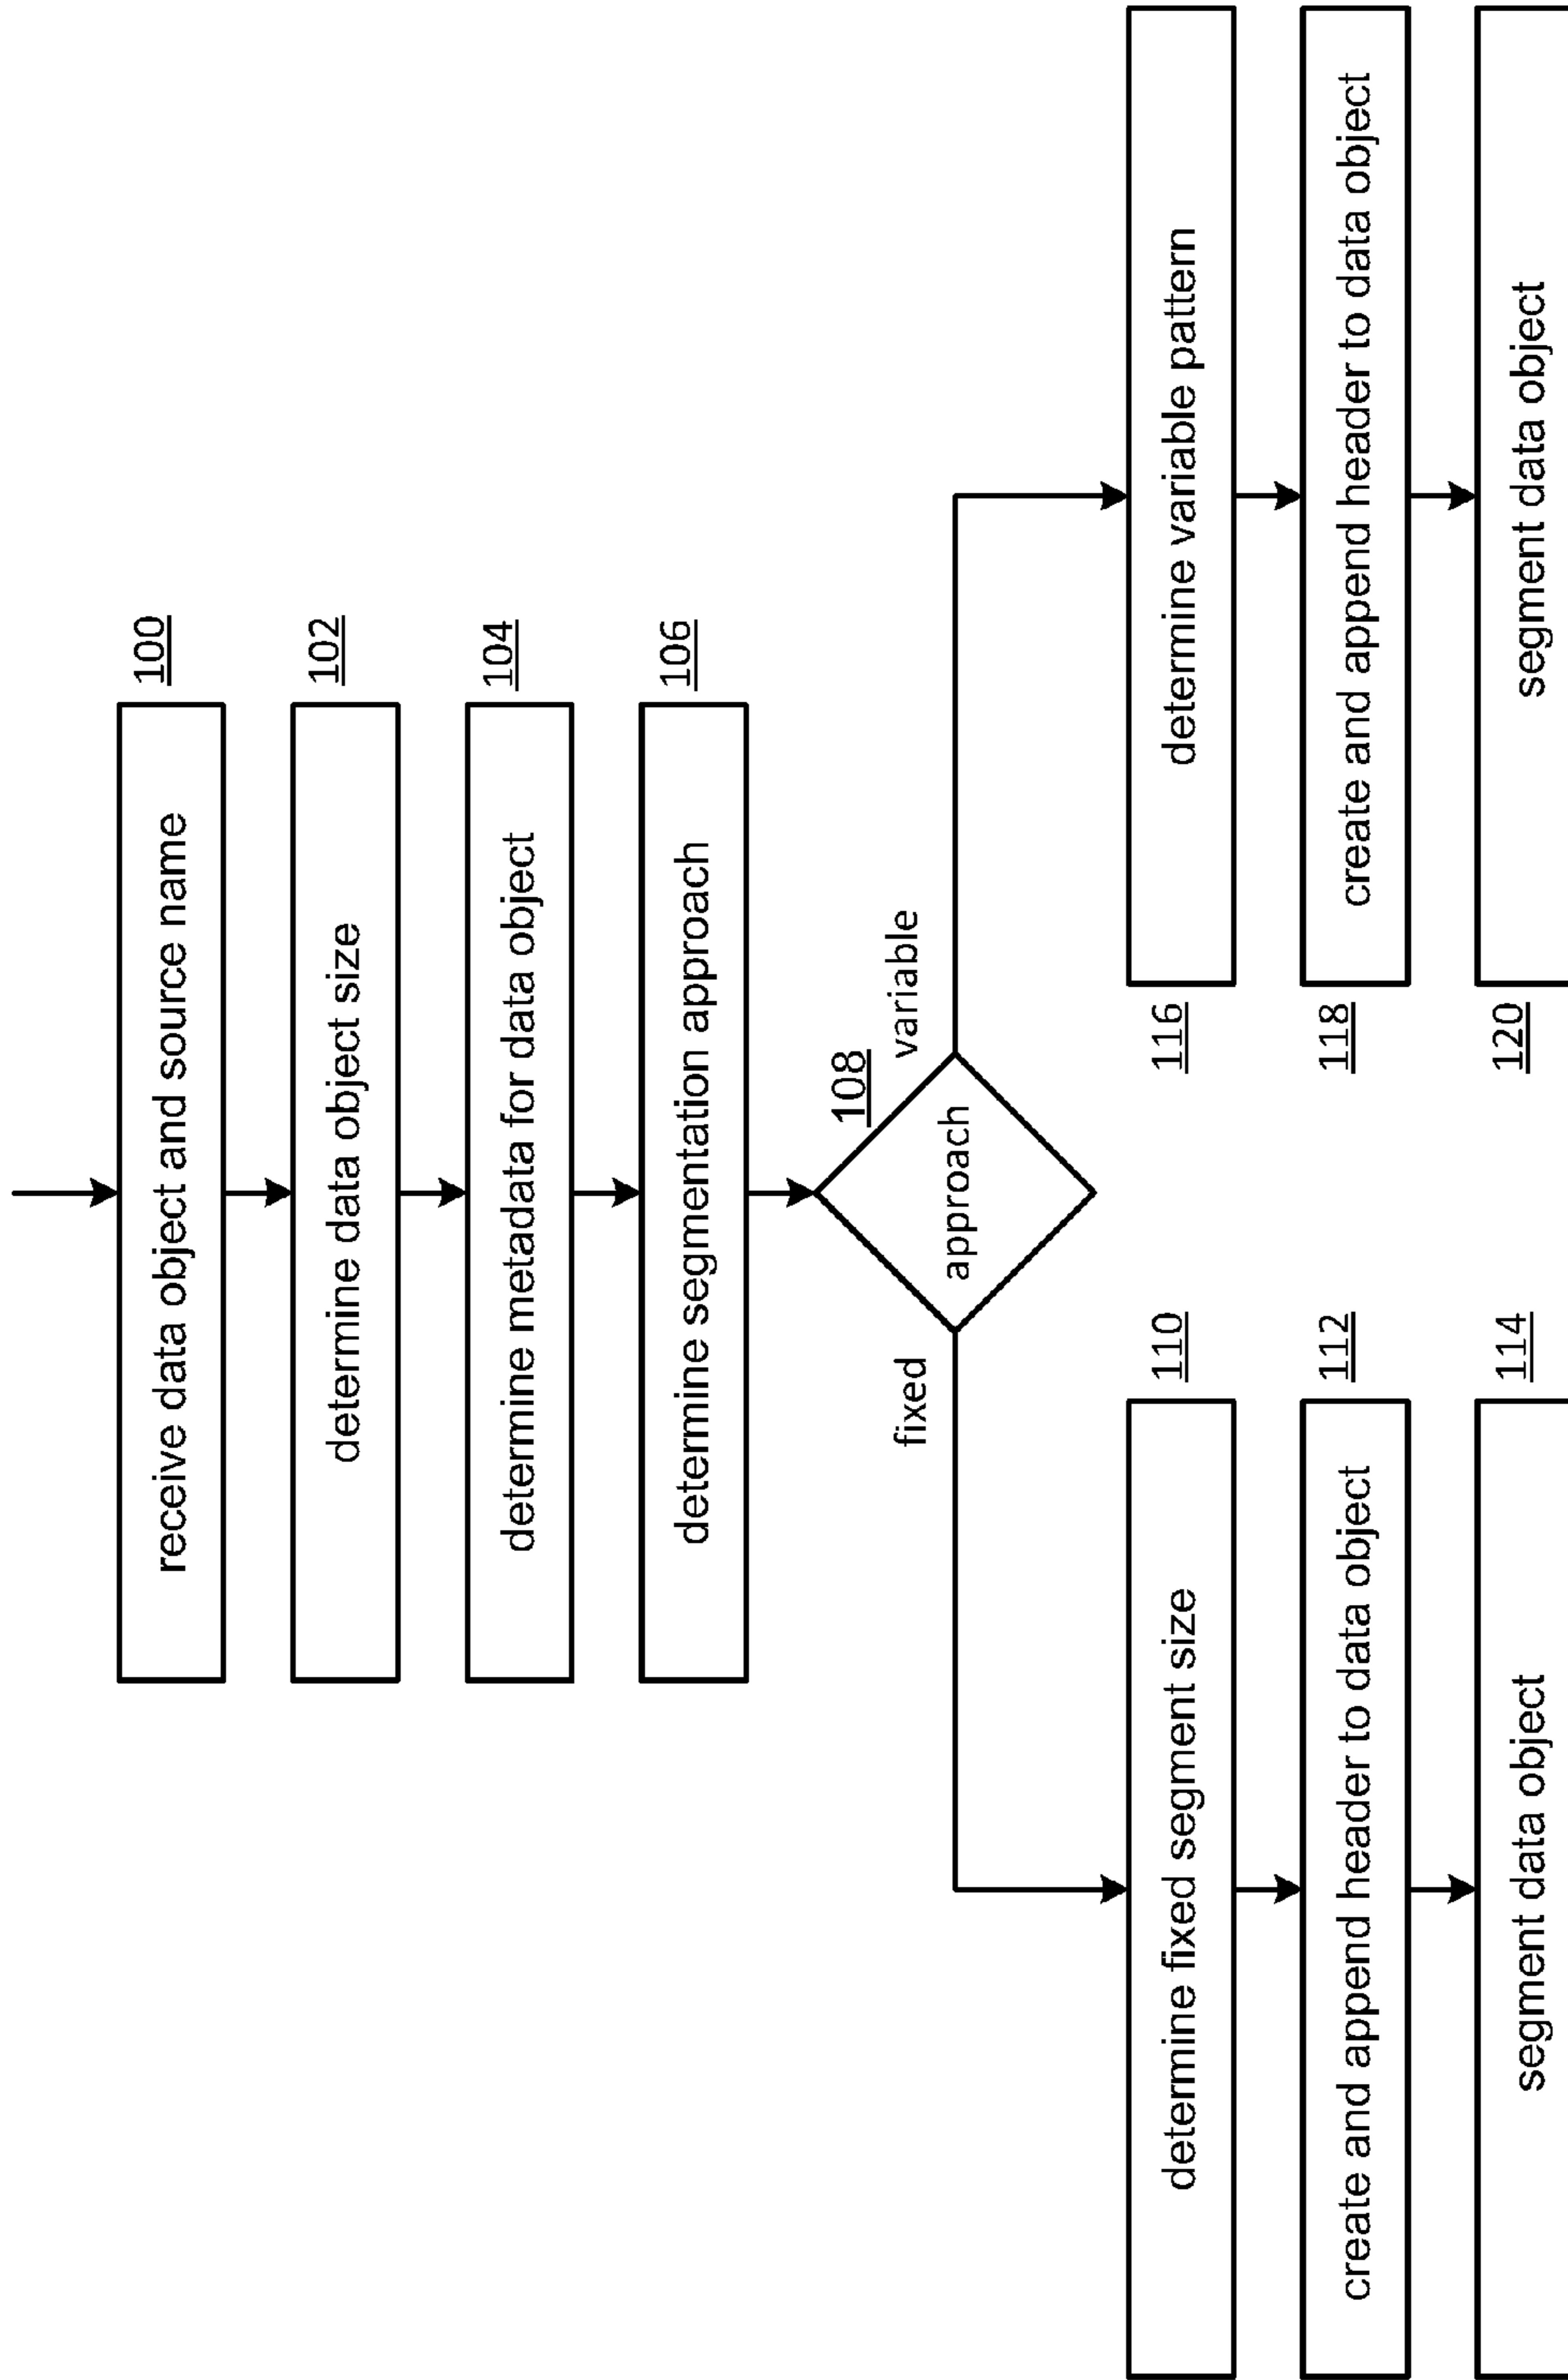 100
receive data object and source name
102
determine data object size
104
determine metadata for data object
106
determine segmentation approach
108
approach
fixed
variable
110
determine fixed segment size
112
create and append header to data object
114
segment data object
116
determine variable pattern
118
create and append header to data object
120
segment data object